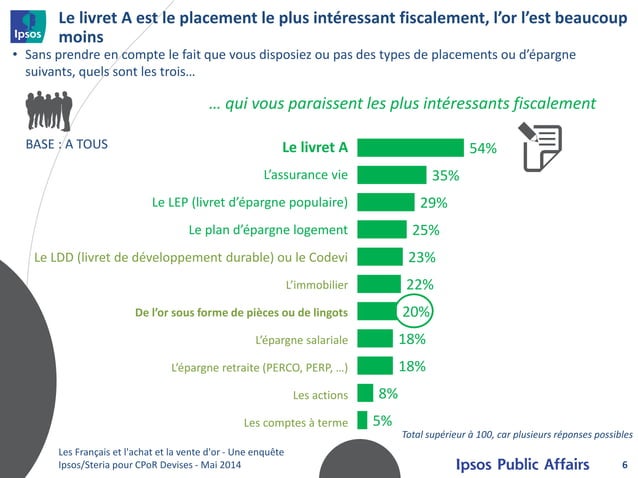 Ipsos
Le livret A est le placement le plus intéressant fiscalement, l’or l’est beaucoup
moins
• Sans prendre en compte le fait que vous disposiez ou pas des types de placements ou d’épargne
suivants, quels sont les trois…
… qui vous paraissent les plus intéressants fiscalement
BASE : A TOUS
Le livret A 54%
L’assurance vie 35%
Le LEP (livret d’épargne populaire) 29%
Le plan d’épargne logement 25%
Le LDD (livret de développement durable) ou le Codevi 23%
L’immobilier 22%
De l’or sous forme de pièces ou de lingots 20%
L’épargne salariale 18%
L’épargne retraite (PERCO, PERP, …) 18%
Les actions 8%
Les comptes à terme 5%
Total supérieur à 100, car plusieurs réponses possibles
Les Français et l'achat et la vente d'or - Une enquête
Ipsos/Steria pour CPoR Devises - Mai 2014
Ipsos Public Affairs 6